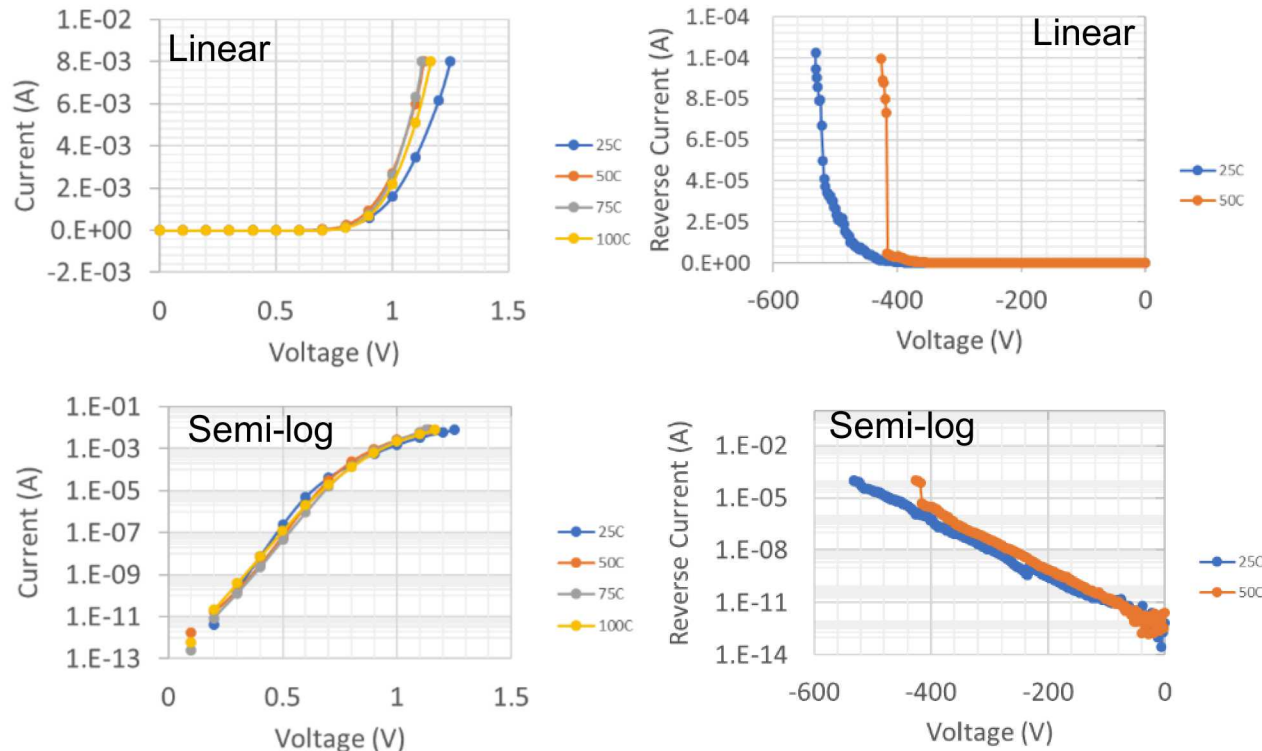 Linear
Current (A)
1.E-02
8.E-03
6.E-03
4.E-03
2.E-03
0.E+00
-2.E-03
0
0.5
1
1.5
Voltage (V)
25C
50C
75C
100C
Linear
Reverse Current (A)
1.E-04
1.E-04
8.E-05
6.E-05
4.E-05
2.E-05
0.E+00
-600
-400
-200
0
Voltage (V)
25C
50C
Semi-log
Current (A)
1.E-01
1.E-03
1.E-05
1.E-07
1.E-09
1.E-11
1.E-13
0
0.5
1
1.5
Voltage (V)
25C
50C
75C
100C
Semi-log
Reverse Current (A)
1.E-02
1.E-05
1.E-08
1.E-11
1.E-14
-600
-400
-200
0
Voltage (V)
25C
50C